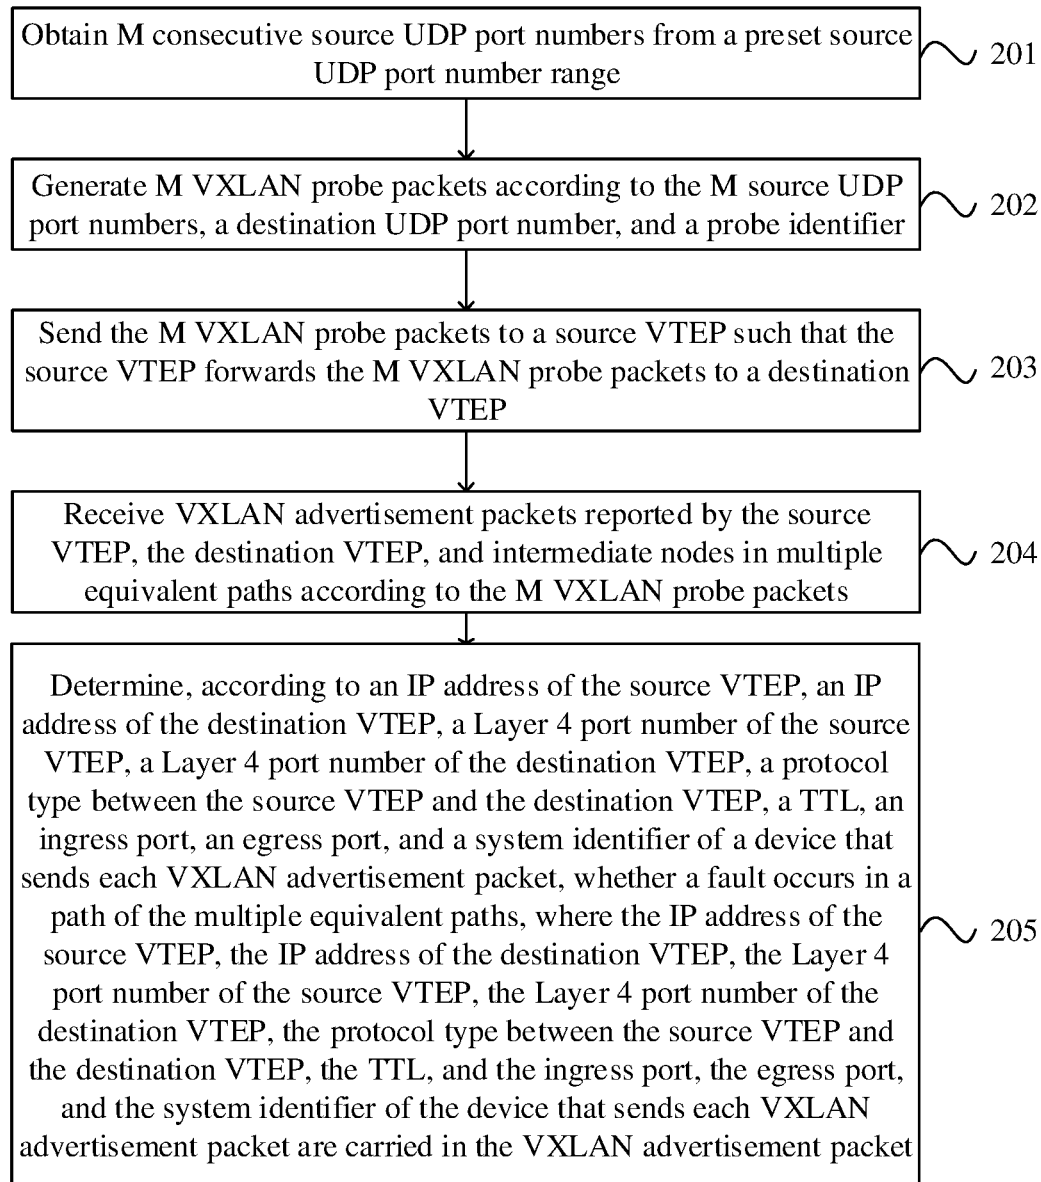 Obtain M consecutive source UDP port numbers from a preset source
UDP port number range
201
Generate M VXLAN probe packets according to the M source UDP
port numbers, a destination UDP port number, and a probe identifier
202
Send the M VXLAN probe packets to a source VTEP such that the
source VTEP forwards the M VXLAN probe packets to a destination
VTEP
203
Receive VXLAN advertisement packets reported by the source
VTEP, the destination VTEP, and intermediate nodes in multiple
equivalent paths according to the M VXLAN probe packets
204
Determine, according to an IP address of the source VTEP, an IP
address of the destination VTEP, a Layer 4 port number of the source
VTEP, a Layer 4 port number of the destination VTEP, a protocol
type between the source VTEP and the destination VTEP, a TTL, an
ingress port, an egress port, and a system identifier of a device that
sends each VXLAN advertisement packet, whether a fault occurs in a
path of the multiple equivalent paths, where the IP address of the
source VTEP, the IP address of the destination VTEP, the Layer 4
port number of the source VTEP, the Layer 4 port number of the
destination VTEP, the protocol type between the source VTEP and
the destination VTEP, the TTL, and the ingress port, the egress port,
and the system identifier of the device that sends each VXLAN
advertisement packet are carried in the VXLAN advertisement packet
205